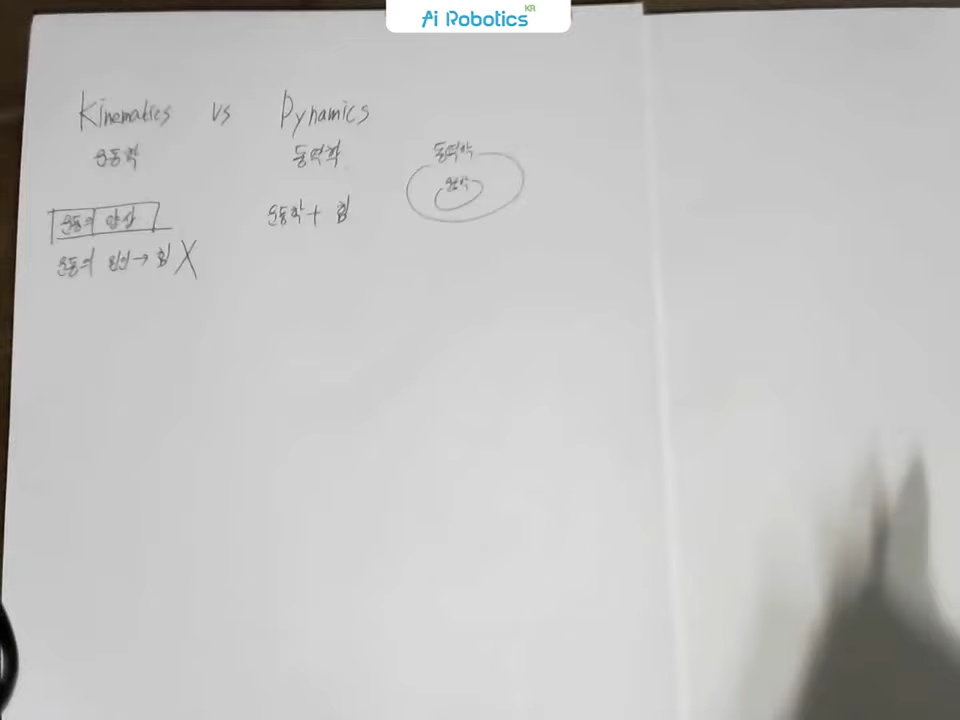 Ai Robotics KR
Kinematics vs Dynamics
운동학 동역학 동역학
운동학
운동의 양상 운동학 + 힘
운동의 원인 → 힘 X